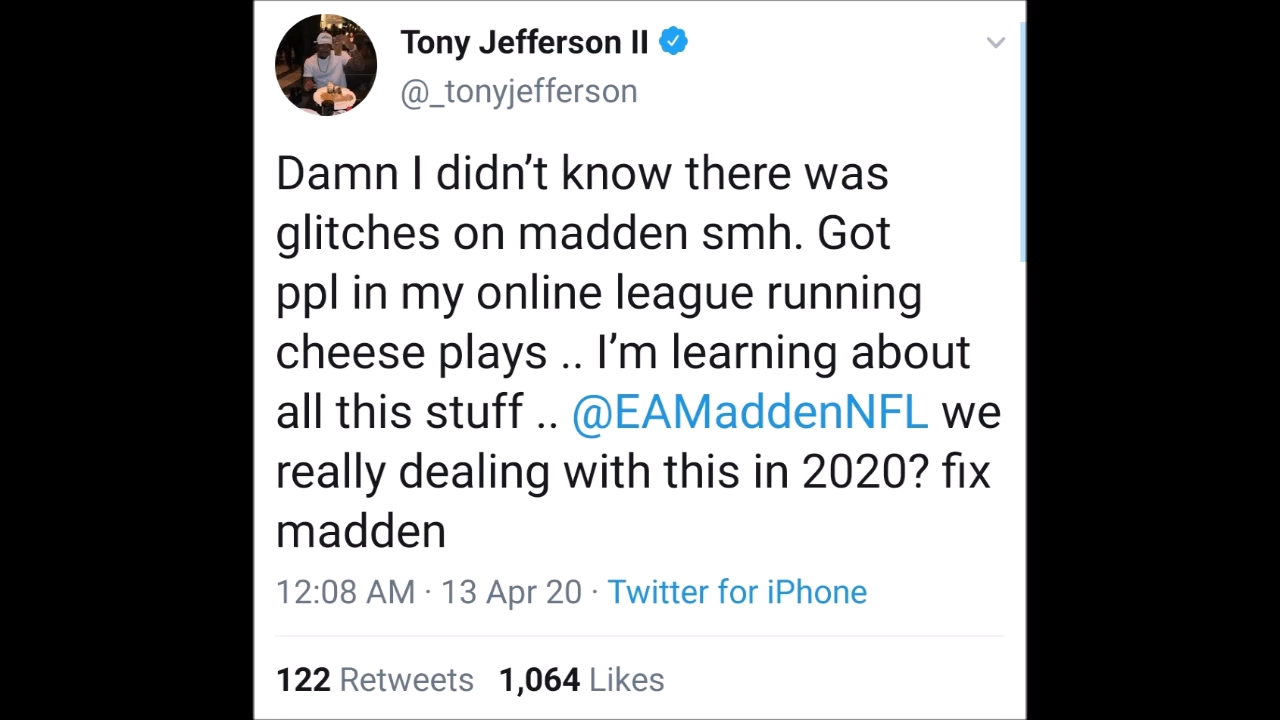 Tony Jefferson II
@_tonyjefferson
Damn I didn’t know there was
glitches on madden smh. Got
ppl in my online league running
cheese plays .. I’m learning about
all this stuff .. @EAMaddenNFL we
really dealing with this in 2020? fix
madden
12:08 AM · 13 Apr 20 · Twitter for iPhone
122 Retweets 1,064 Likes